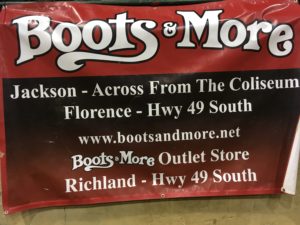 Boots & More
Jackson - Across From The Coliseum
Florence - Hwy 49 South
www.bootsandmore.net
Boots & More Outlet Store
Richland - Hwy 49 South